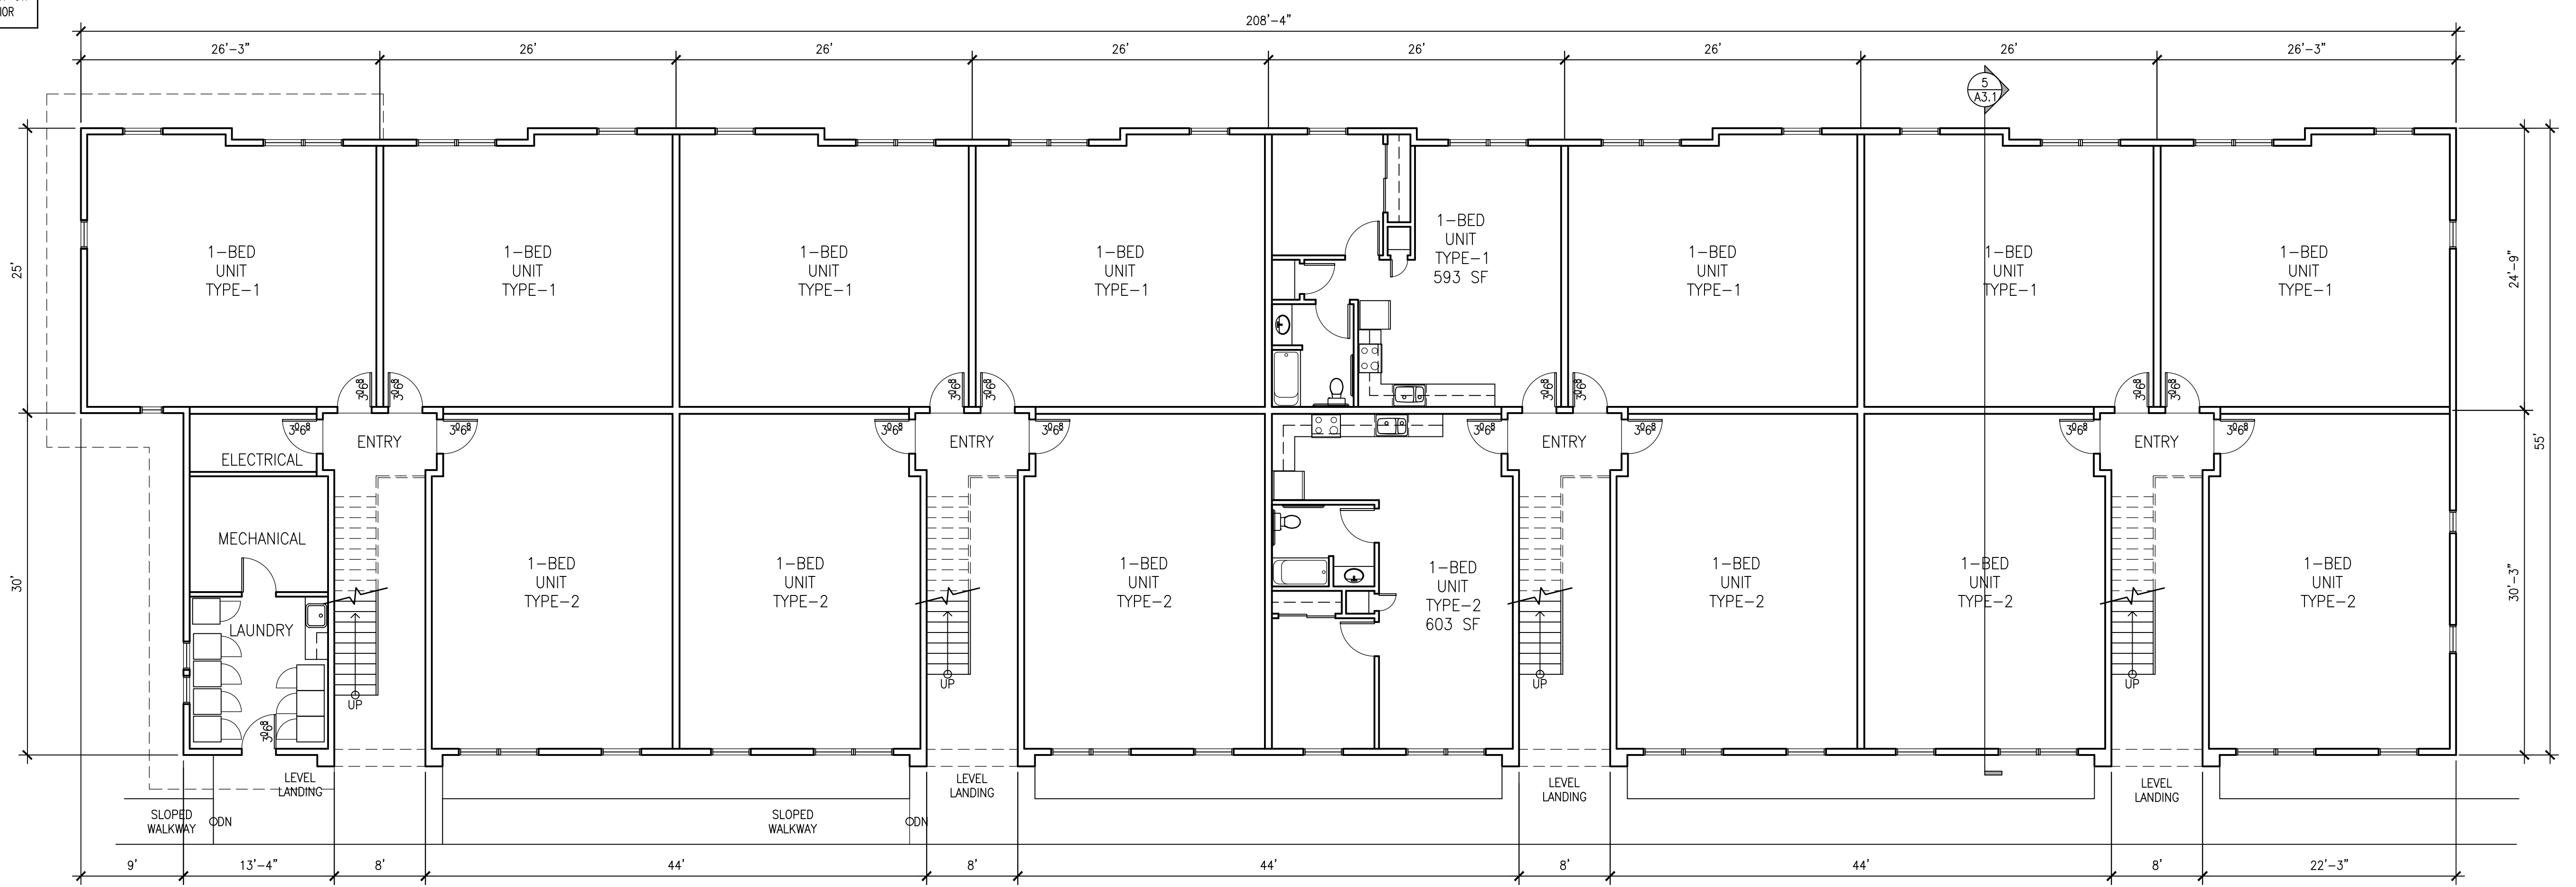 IOR
208'-4"
26'-3"
26'
26'
26'
26'
26'
26'
26'-3"
5
A3.1
25'
24'-9"
55'
30'
30'-3"
1-BED
UNIT
TYPE-1
1-BED
UNIT
TYPE-1
1-BED
UNIT
TYPE-1
1-BED
UNIT
TYPE-1
1-BED
UNIT
TYPE-1
593 SF
1-BED
UNIT
TYPE-1
1-BED
UNIT
TYPE-1
1-BED
UNIT
TYPE-1
3068
3068
3068
3068
3068
3068
3068
3068
3068
ENTRY
3068
3068
ENTRY
3068
3068
ENTRY
3068
3068
ENTRY
3068
ELECTRICAL
MECHANICAL
LAUNDRY
3068
1-BED
UNIT
TYPE-2
1-BED
UNIT
TYPE-2
1-BED
UNIT
TYPE-2
1-BED
UNIT
TYPE-2
603 SF
1-BED
UNIT
TYPE-2
1-BED
UNIT
TYPE-2
1-BED
UNIT
TYPE-2
UP
UP
UP
UP
LEVEL
LANDING
LEVEL
LANDING
LEVEL
LANDING
LEVEL
LANDING
SLOPED
WALKWAY
DN
SLOPED
WALKWAY
DN
9'
13'-4"
8'
44'
8'
44'
8'
44'
8'
22'-3"